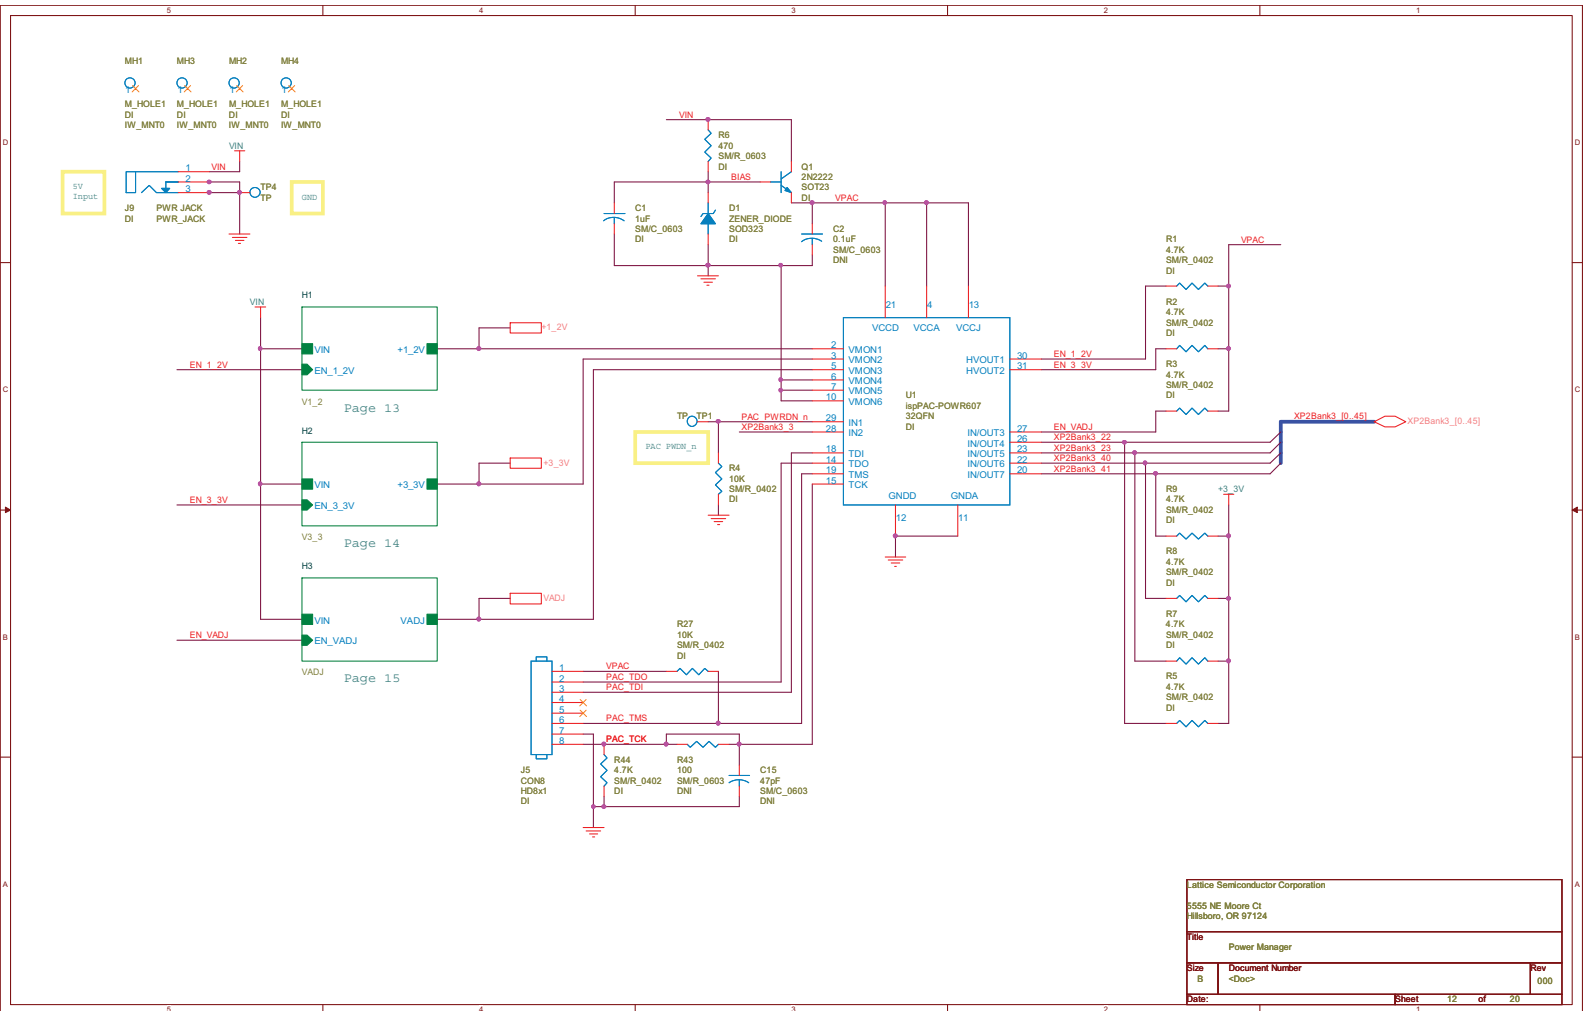 5 4 3 2 1
MH1 MH3 MH2 MH4
M_HOLE1 M_HOLE1 M_HOLE1 M_HOLE1
DI DI DI DI
IW_MNT0 IW_MNT0 IW_MNT0 IW_MNT0
D
D
VIN
5V
Input
1 VIN
2
3
TP4
TP
GND
J9 PWR JACK
DI PWR_JACK
VIN
R6
470
SM/R_0603
DI
BIAS
Q1
2N2222
SOT23
DI
VPAC
C1
1uF
SM/C_0603
DI
D1
ZENER_DIODE
SOD323
DI
C2
0.1uF
SM/C_0603
DNI
VIN
H1
VIN +1_2V
EN_1_2V
EN_1_2V
V1_2
Page 13
+1_2V
H2
VIN +3_3V
EN_3_3V
EN_3_3V
V3_3
Page 14
+3_3V
H3
VIN VADJ
EN_VADJ
EN_VADJ
VADJ
Page 15
VADJ
C
C
21 4 13
VCCD VCCA VCCJ
2 VMON1
3 VMON2
5 VMON3
6 VMON4
7 VMON5
10 VMON6
29 IN1
28 IN2
18 TDI
14 TDO
19 TMS
15 TCK
U1
ispPAC-POWR607
32QFN
DI
HVOUT1 30 EN_1_2V
HVOUT2 31 EN_3_3V
IN/OUT3 27 EN_VADJ
IN/OUT4 26 XP2Bank3_22
IN/OUT5 23 XP2Bank3_23
IN/OUT6 22 XP2Bank3_40
IN/OUT7 20 XP2Bank3_41
GNDD GNDA
12 11
TP TP1
PAC_PWRDN_n
XP2Bank3_3
PAC PWDN_n
R4
10K
SM/R_0402
DI
VPAC
R1
4.7K
SM/R_0402
DI
R2
4.7K
SM/R_0402
DI
R3
4.7K
SM/R_0402
DI
XP2Bank3_[0..45] XP2Bank3_[0..45]
+3_3V
R9
4.7K
SM/R_0402
DI
R8
4.7K
SM/R_0402
DI
R7
4.7K
SM/R_0402
DI
R5
4.7K
SM/R_0402
DI
B
B
R27
10K
SM/R_0402
DI
1 VPAC
2 PAC_TDO
3 PAC_TDI
4
5
6 PAC_TMS
7
8 PAC_TCK
J5
CON8
HD8x1
DI
R44
4.7K
SM/R_0402
DI
R43
100
SM/R_0603
DNI
C15
47pF
SM/C_0603
DNI
A
A
Lattice Semiconductor Corporation
5555 NE Moore Ct
Hillsboro, OR 97124
Title
Power Manager
Size Document Number Rev
B <Doc> 000
Date: Sheet 12 of 20
5 4 3 2 1